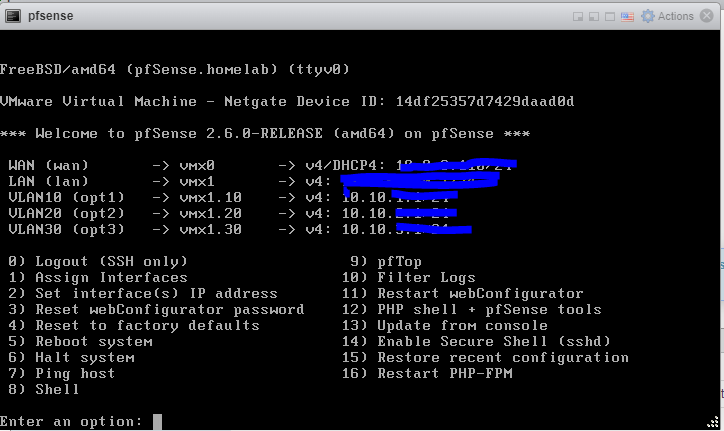 pfsense
Actions
FreeBSD/amd64 (pfSense.homelab) (ttyv0)
VMware Virtual Machine - Netgate Device ID: 14df25357d7429daad0d
*** Welcome to pfSense 2.6.0-RELEASE (amd64) on pfSense ***
WAN (wan) -> vmx0 -> v4/DHCP4:
LAN (lan) -> vmx1 -> v4:
VLAN10 (opt1) -> vmx1.10 -> v4: 10.10.
VLAN20 (opt2) -> vmx1.20 -> v4: 10.10.
VLAN30 (opt3) -> vmx1.30 -> v4: 10.10.
0) Logout (SSH only) 9) pfTop
1) Assign Interfaces 10) Filter Logs
2) Set interface(s) IP address 11) Restart webConfigurator
3) Reset webConfigurator password 12) PHP shell + pfSense tools
4) Reset to factory defaults 13) Update from console
5) Reboot system 14) Enable Secure Shell (sshd)
6) Halt system 15) Restore recent configuration
7) Ping host 16) Restart PHP-FPM
8) Shell
Enter an option: